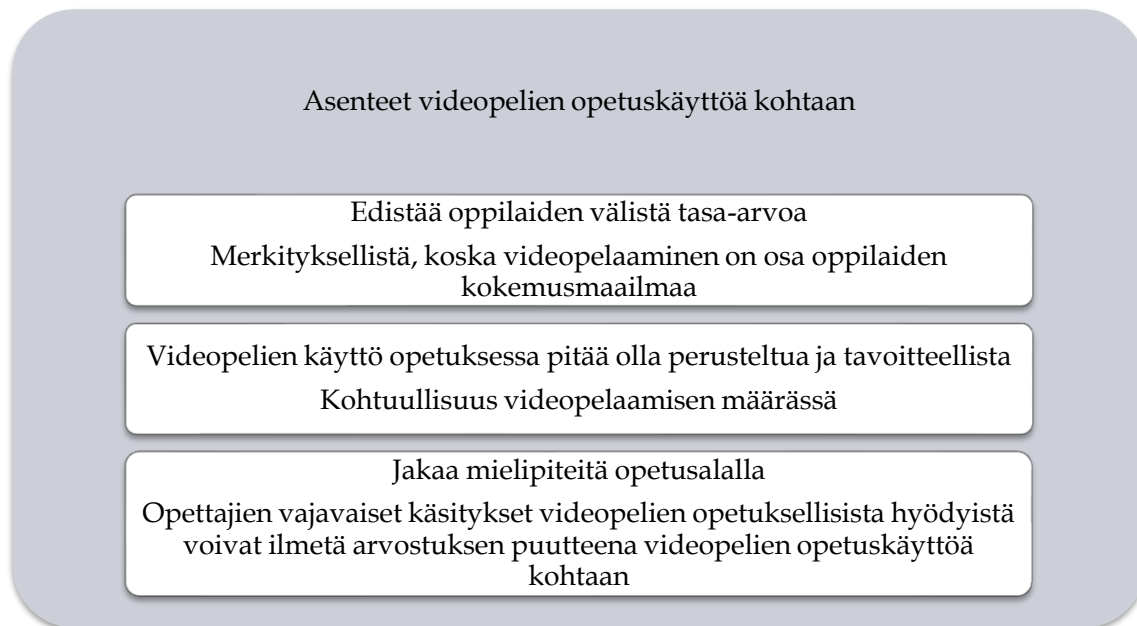 Asenteet videopelien opetuskäyttöä kohtaan
Edistää oppilaiden välistä tasa-arvoa
Merkityksellistä, koska videopelaaminen on osa oppilaiden
kokemusmaailmaa
Videopelien käyttö opetuksessa pitää olla perusteltua ja tavoitteellista
Kohtuullisuus videopelaamisen määrässä
Jakaa mielipiteitä opetusalalla
Opettajien vajavaiset käsitykset videopelien opetuksellisista hyödyistä
voivat ilmetä arvostuksen puutteena videopelien opetuskäyttöä
kohtaan